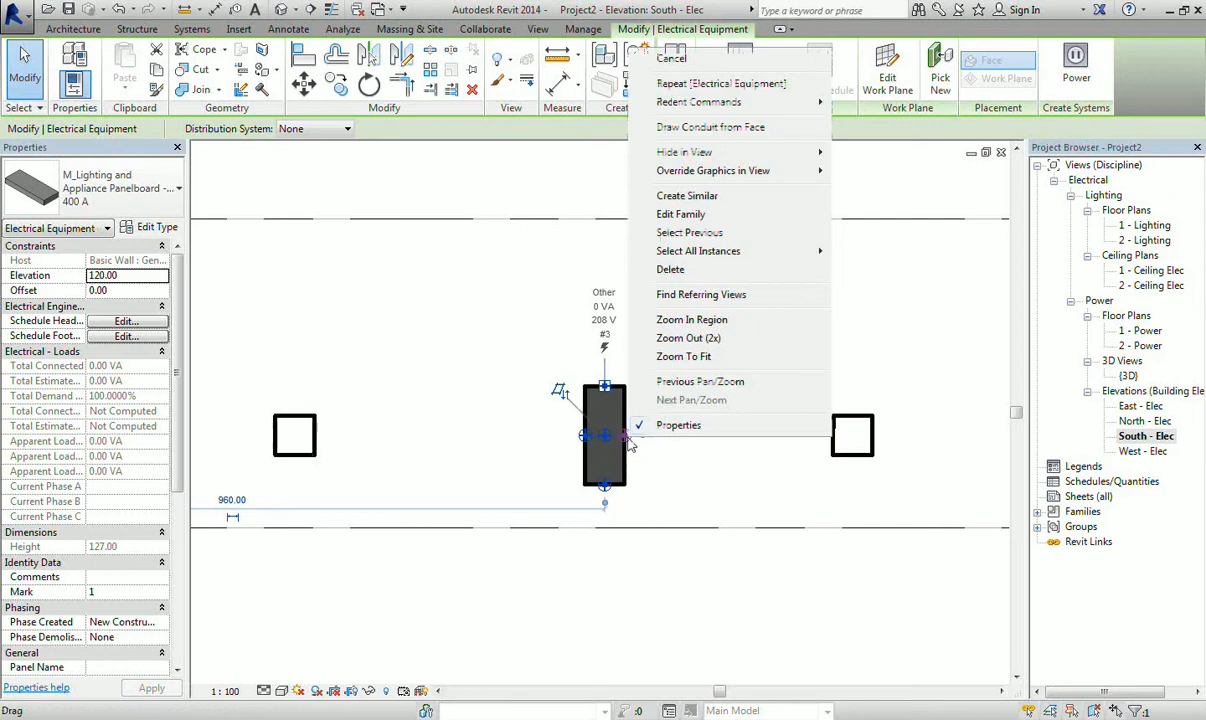 Autodesk Revit 2014 - Project2 - Elevation: South - Elec
Type a keyword or phrase
Sign In
Architecture
Structure
Systems
Insert
Annotate
Analyze
Massing & Site
Collaborate
View
Manage
Modify | Electrical Equipment
Modify
Properties
Paste
Cope
Cut
Join
Edit
Work Plane
Pick
New
Face
Work Plane
Power
Select
Properties
Clipboard
Geometry
Modify
View
Measure
Work Plane
Placement
Create Systems
Modify | Electrical Equipment
Distribution System:
None
Properties
M_Lighting and
Appliance Panelboard -...
400 A
Electrical Equipment
Edit Type
Constraints
Host
Basic Wall : Gen...
Elevation
120.00
Offset
0.00
Electrical Engine...
Schedule Head...
Edit...
Schedule Foot...
Edit...
Electrical - Loads
Total Connected
0.00 VA
Total Estimate...
0.00 VA
Total Demand ...
100.0000%
Total Connect...
Not Computed
Total Estimate...
Not Computed
Apparent Load...
0.00 VA
Apparent Load...
0.00 VA
Apparent Load...
0.00 VA
Current Phase A
Current Phase B
Current Phase C
Dimensions
Height
127.00
Identity Data
Comments
Mark
1
Phasing
Phase Created
New Constru...
Phase Demolis...
None
General
Panel Name
Properties help
Apply
Drag
Other
0 VA
208 V
#3
960.00
Cancel
Repeat [Electrical Equipment]
Recent Commands
Draw Conduit from Face
Hide in View
Override Graphics in View
Create Similar
Edit Family
Select Previous
Select All Instances
Delete
Find Referring Views
Zoom In Region
Zoom Out (2x)
Zoom To Fit
Previous Pan/Zoom
Next Pan/Zoom
Properties
Project Browser - Project2
Views (Discipline)
Electrical
Lighting
Floor Plans
1 - Lighting
2 - Lighting
Ceiling Plans
1 - Ceiling Elec
2 - Ceiling Elec
Power
Floor Plans
1 - Power
2 - Power
3D Views
{3D}
Elevations (Building Ele
East - Elec
North - Elec
South - Elec
West - Elec
Legends
Schedules/Quantities
Sheets (all)
Families
Groups
Revit Links
1 : 100
:0
Main Model
:1